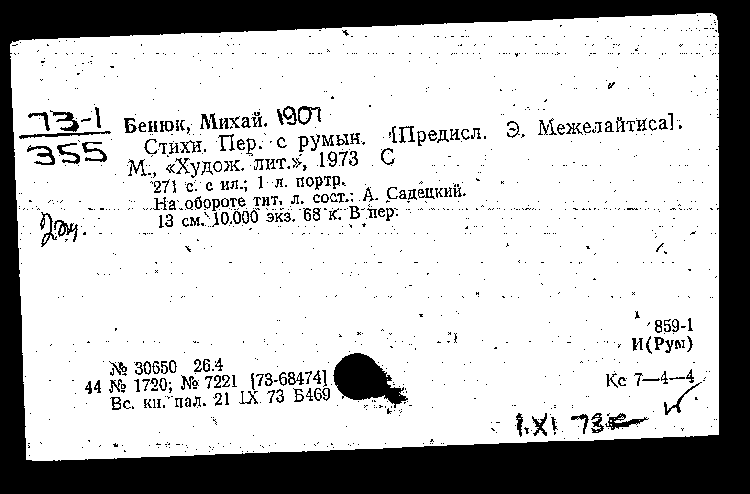 73-1
355
Бенюк, Михай. 1907
Стихи. Пер. с румын. [Предисл. Э. Межелайтиса].
М., «Худож. лит.», 1973 С
271 с. с ил.; 1 л. портр.
На обороте тит. л. сост.: А. Садецкий.
13 см. 10.000 экз. 68 к. В пер.
859-1
И(Рум)
№ 30650 26.4
44 № 1720; № 7221 [73-68474]
Вс. кн. пал. 21 IX 73 Б469
Кс 7—4—4
1.XI 73г